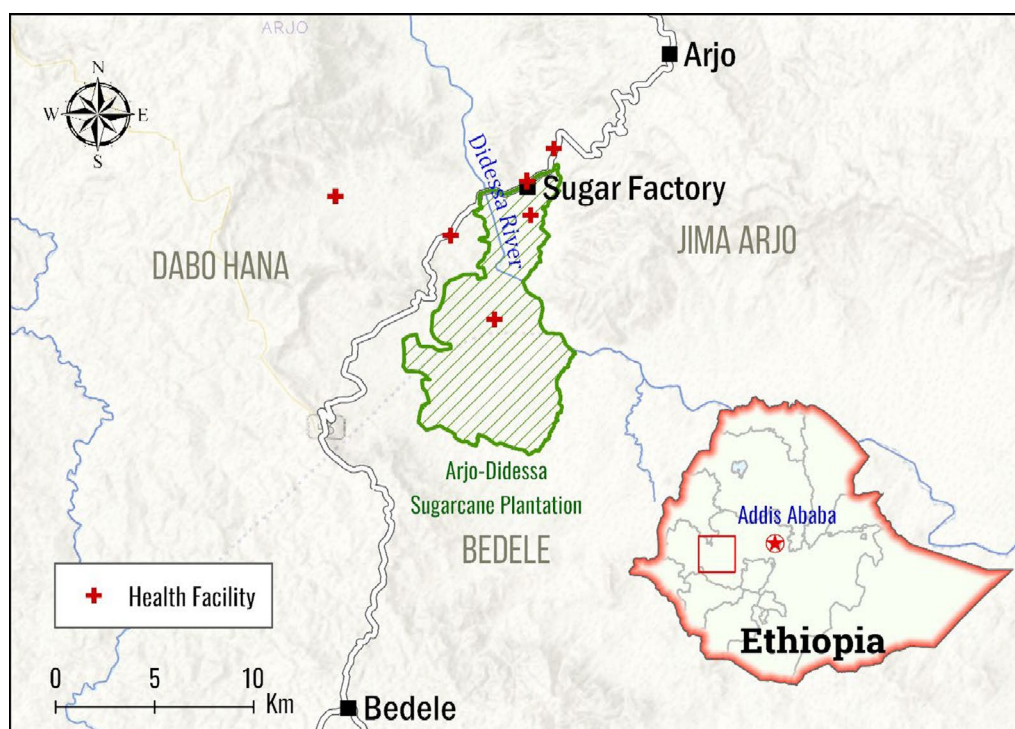 ARJO
Arjo
N
W
E
S
Didessa River
Sugar Factory
DABO HANA
JIMA ARJO
Arjo-Didessa
Sugarcane Plantation
BEDELE
Addis Ababa
Ethiopia
Health Facility
0 5 10
Km
Bedele